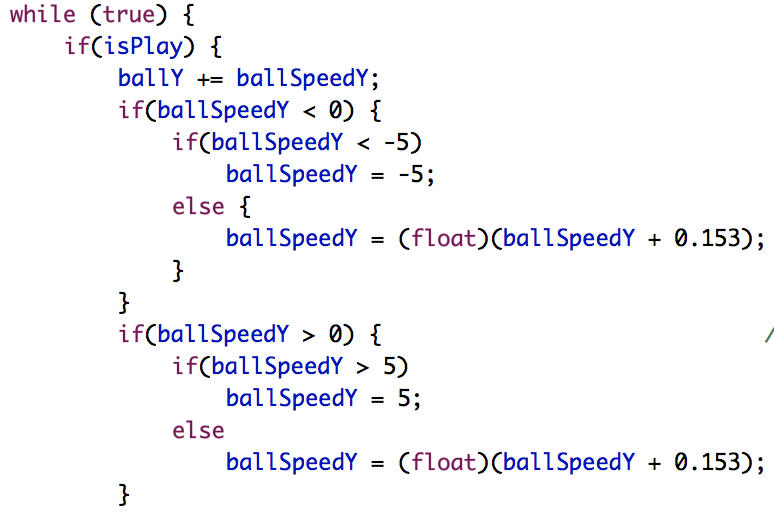 while (true) {
if(isPlay) {
ballY += ballSpeedY;
if(ballSpeedY < 0) {
if(ballSpeedY < -5)
ballSpeedY = -5;
else {
ballSpeedY = (float)(ballSpeedY + 0.153);
}
}
if(ballSpeedY > 0) { /
if(ballSpeedY > 5)
ballSpeedY = 5;
else
ballSpeedY = (float)(ballSpeedY + 0.153);
}